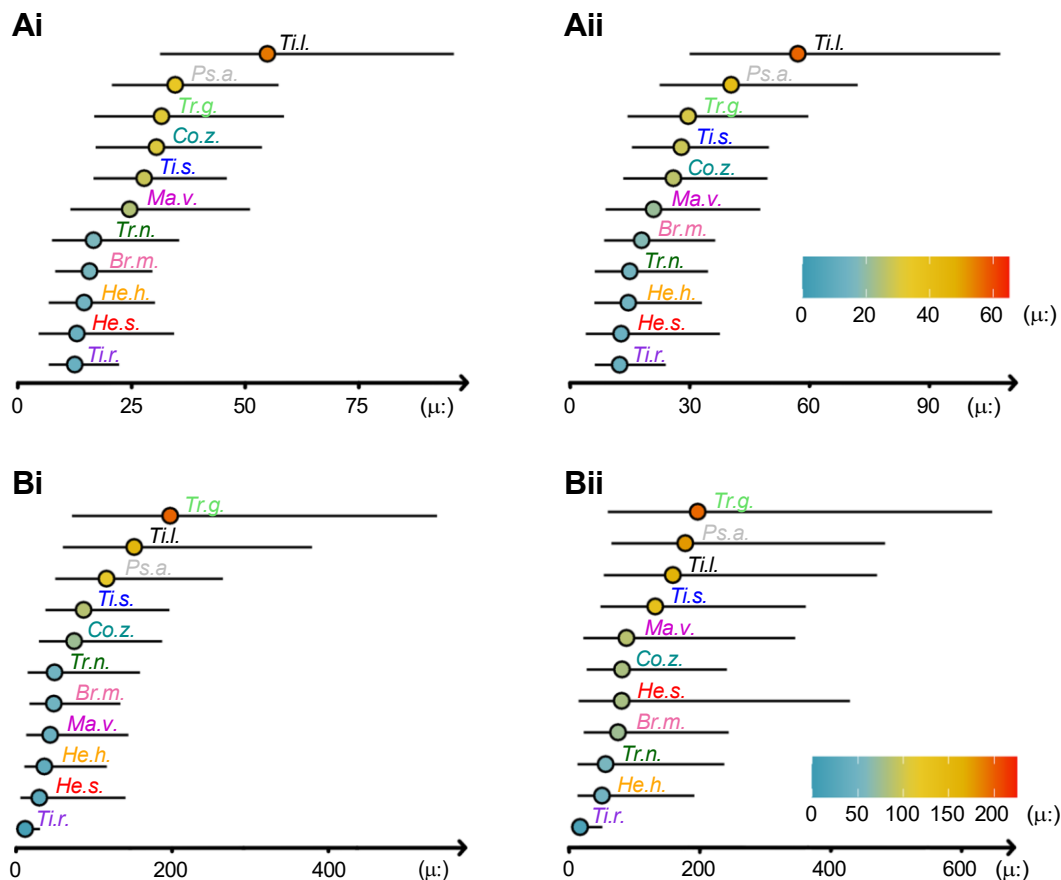 Ai
Ti.l.
Ps.a.
Tr.g.
Co.z.
Ti.s.
Ma.v.
Tr.n.
Br.m.
He.h.
He.s.
Ti.r.
0 25 50 75 (μ:)
Aii
Ti.l.
Ps.a.
Tr.g.
Ti.s.
Co.z.
Ma.v.
Br.m.
Tr.n.
He.h.
He.s.
Ti.r.
0 20 40 60 (μ:)
0 30 60 90 (μ:)
Bi
Tr.g.
Ti.l.
Ps.a.
Ti.s.
Co.z.
Tr.n.
Br.m.
Ma.v.
He.h.
He.s.
Ti.r.
0 200 400 (μ:)
Bii
Tr.g.
Ps.a.
Ti.l.
Ti.s.
Ma.v.
Co.z.
He.s.
Br.m.
Tr.n.
He.h.
Ti.r.
0 50 100 150 200 (μ:)
0 200 400 600 (μ:)